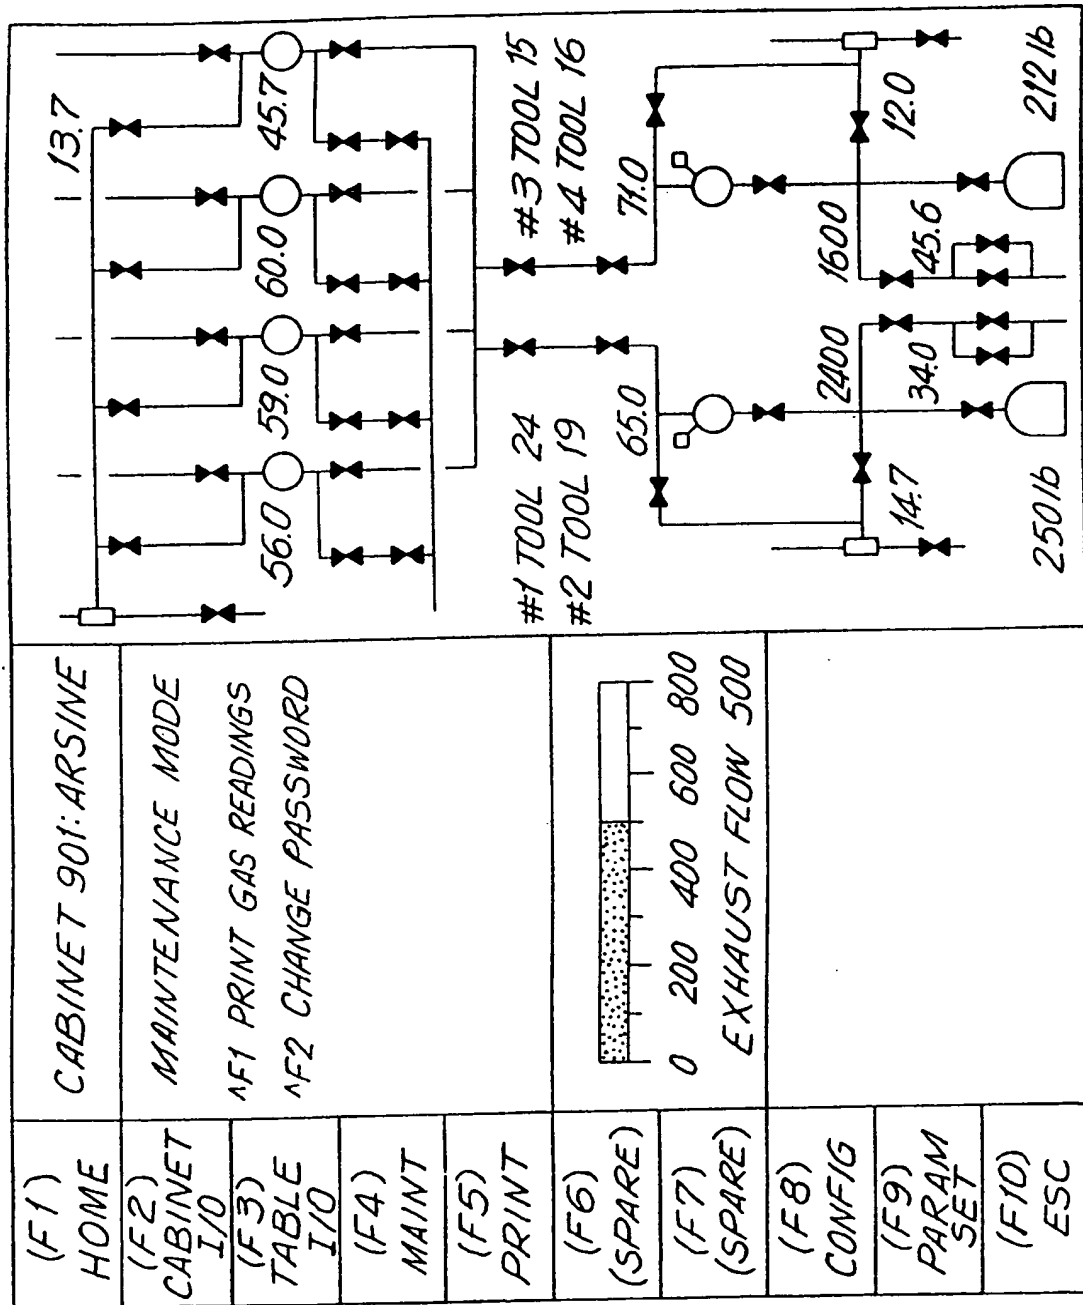 (F1)
HOME
(F2)
CABINET
I/O
(F3)
TABLE
I/O
(F4)
MAINT
(F5)
PRINT
(F6)
(SPARE)
(F7)
(SPARE)
(F8)
CONFIG
(F9)
PARAM
SET
(F10)
ESC
CABINET 901: ARSINE
MAINTENANCE MODE
^F1 PRINT GAS READINGS
^F2 CHANGE PASSWORD
0 200 400 600 800
EXHAUST FLOW 500
13.7
56.0 59.0 60.0 45.7
#1 TOOL 24 #3 TOOL 15
#2 TOOL 19 #4 TOOL 16
65.0 71.0
2400 1600
14.7 34.0 45.6 12.0
250 lb 212 lb